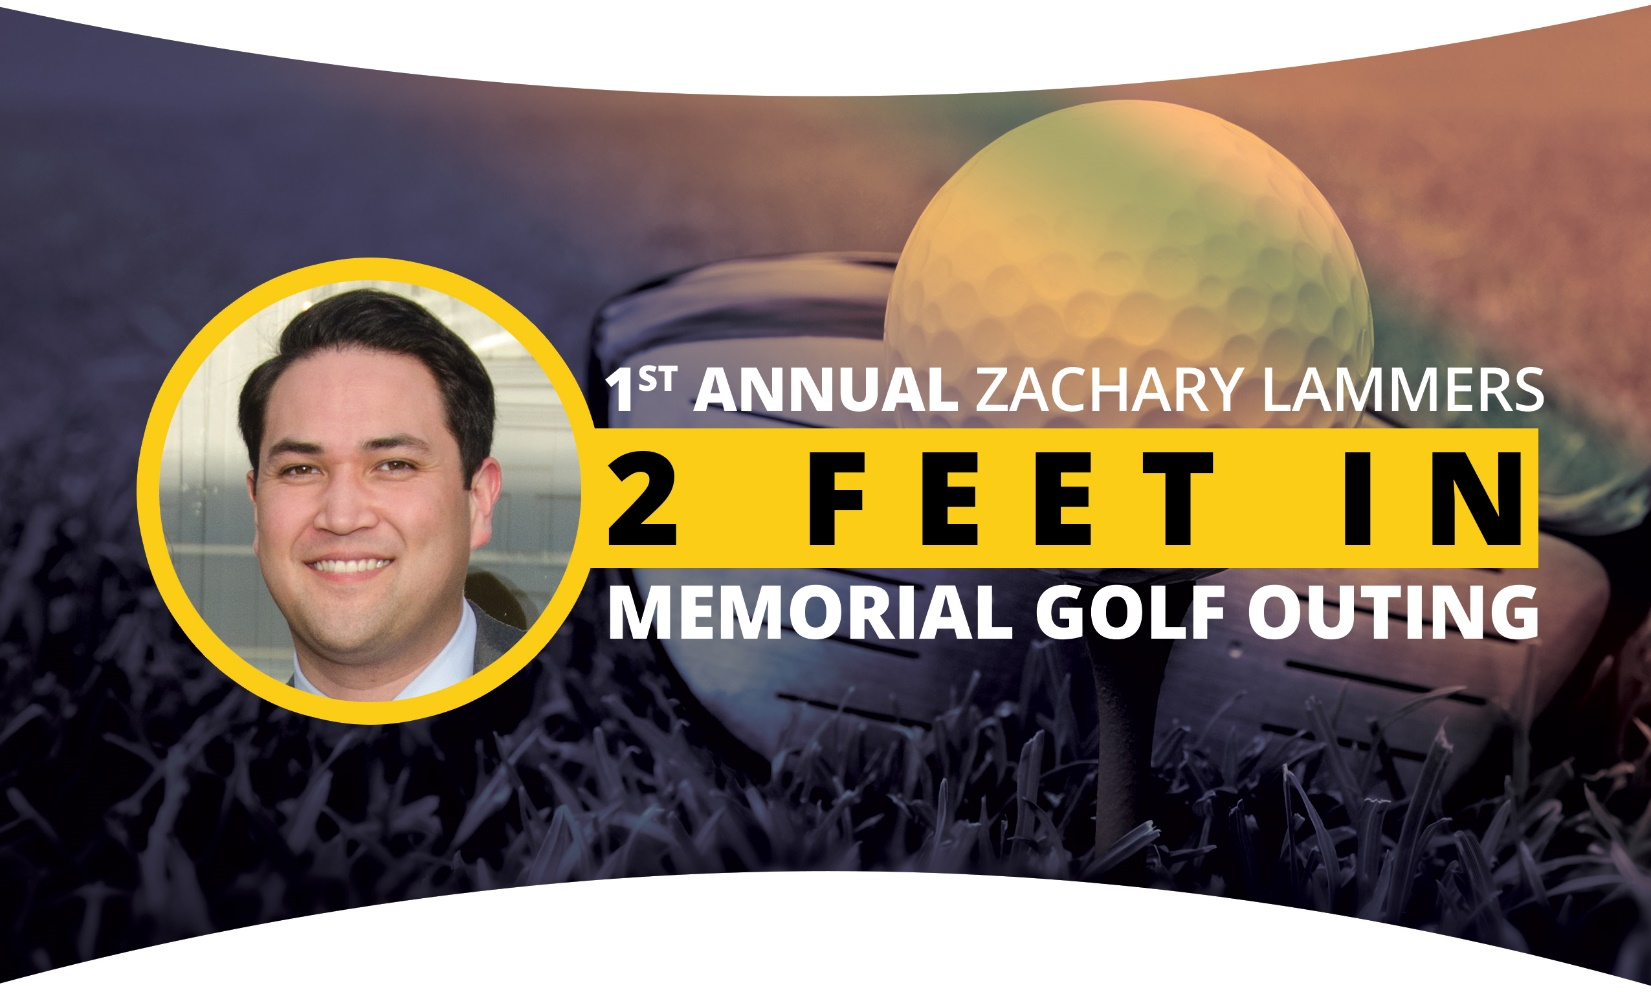 1ST ANNUAL ZACHARY LAMMERS
2 FEET IN
MEMORIAL GOLF OUTING